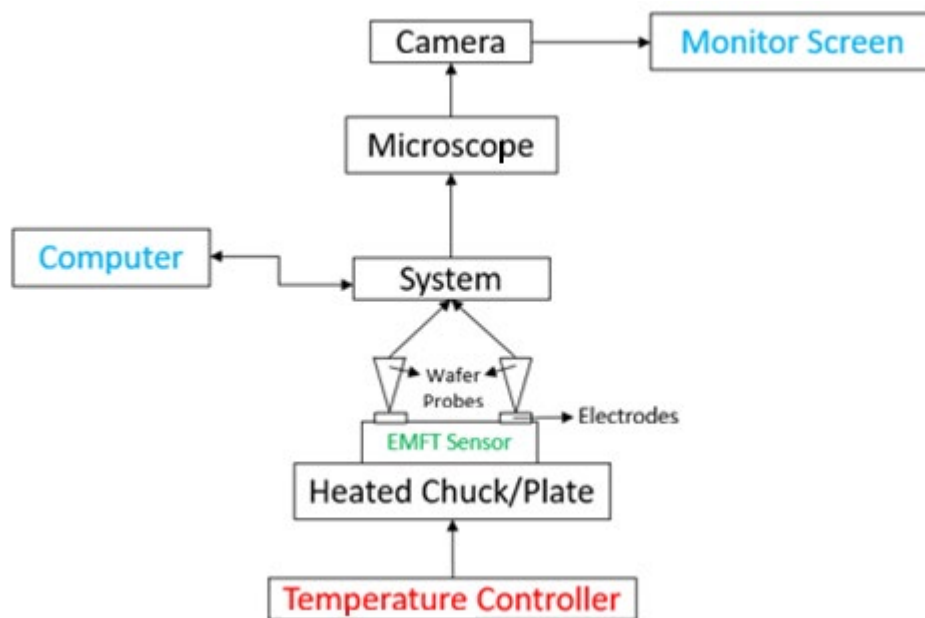 Camera
Monitor Screen
Microscope
Computer
System
Wafer
Probes
Electrodes
EMFT Sensor
Heated Chuck/Plate
Temperature Controller